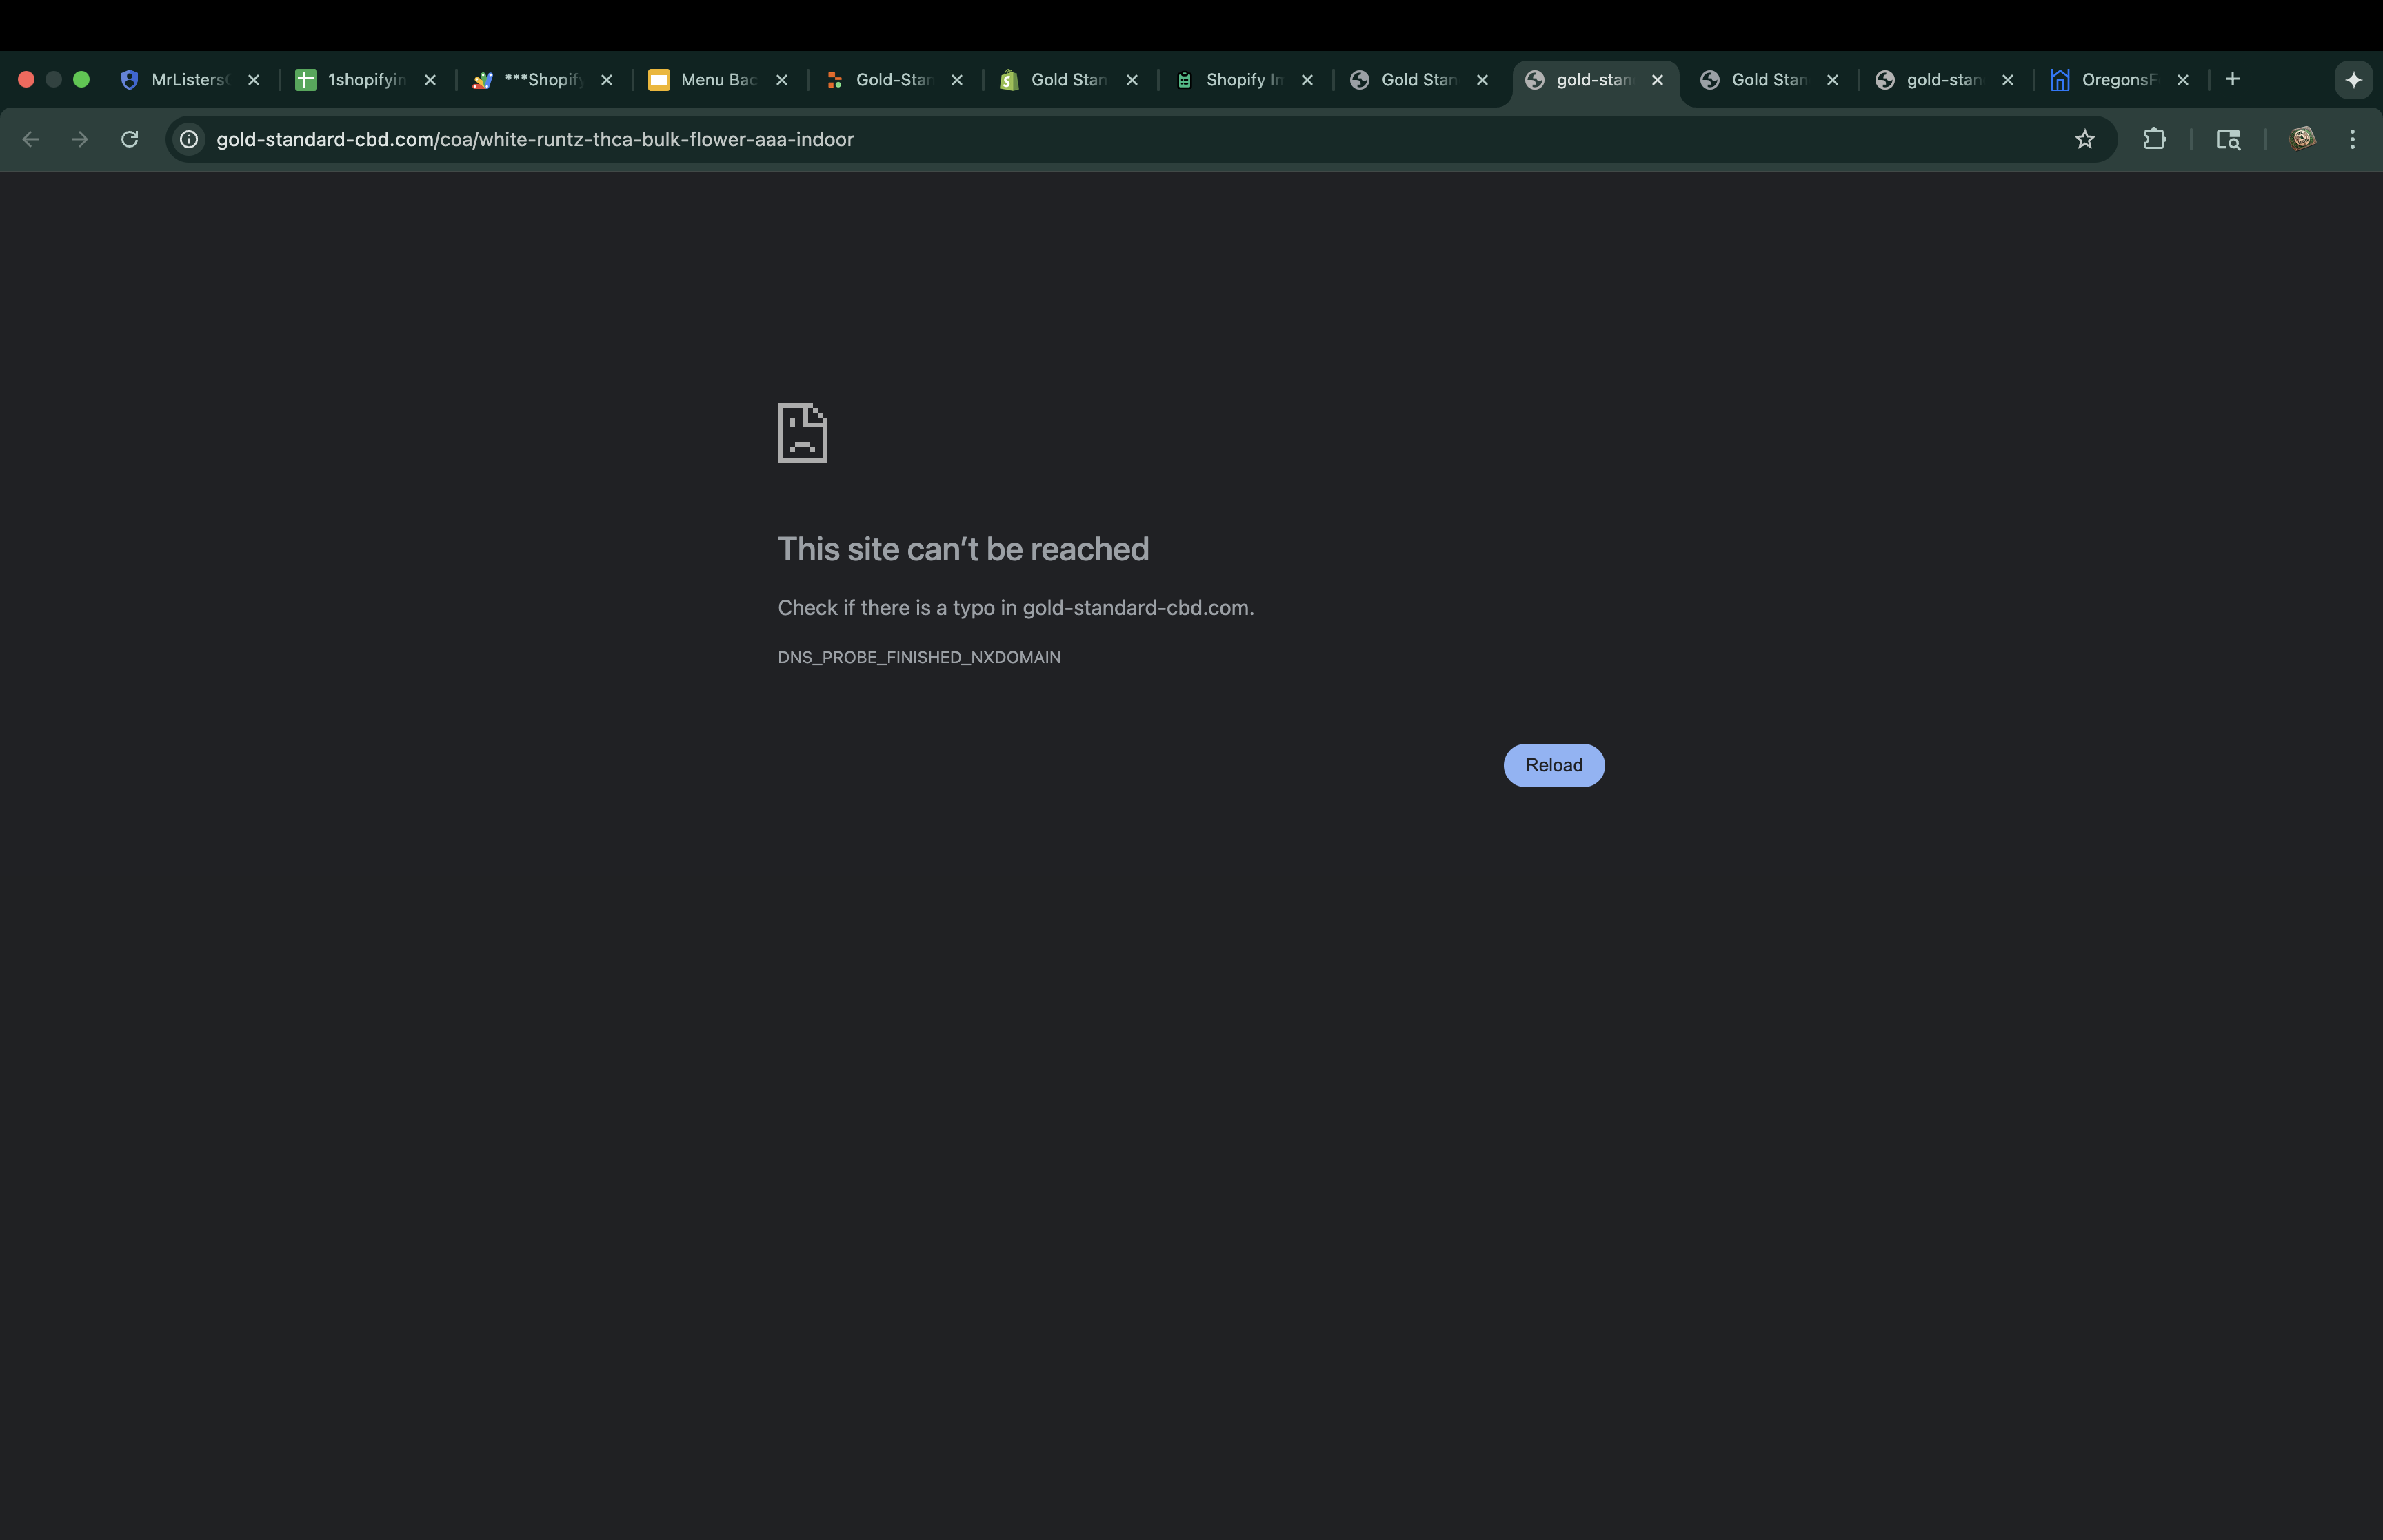 MrListers
1shopifyin
***Shopify
Menu Bac
Gold-Stan
Gold Stan
Shopify In
Gold Stan
gold-stan
Gold Stan
gold-stan
OregonsF
gold-standard-cbd.com/coa/white-runtz-thca-bulk-flower-aaa-indoor
This site can’t be reached
Check if there is a typo in gold-standard-cbd.com.
DNS_PROBE_FINISHED_NXDOMAIN
Reload